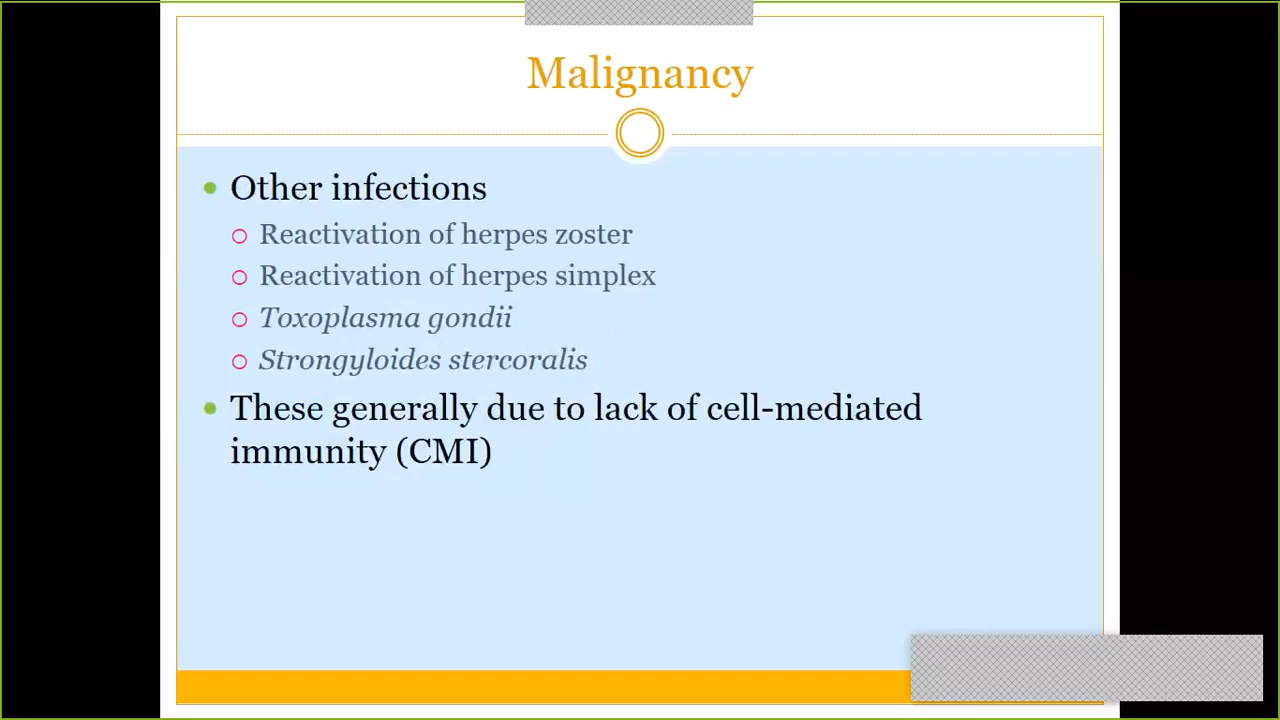 Malignancy
Other infections
Reactivation of herpes zoster
Reactivation of herpes simplex
Toxoplasma gondii
Strongyloides stercoralis
These generally due to lack of cell-mediated
immunity (CMI)